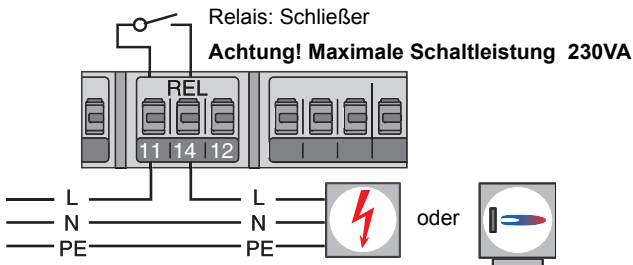 Relais: Schließer
Achtung! Maximale Schaltleistung 230VA
REL
11 14 12
L L
N N oder
PE PE